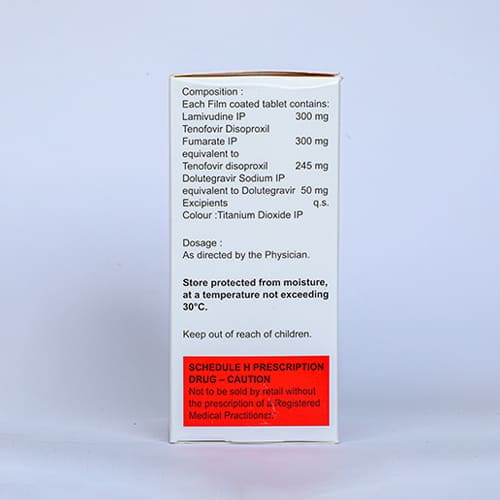 Composition :
Each Film coated tablet contains:
Lamivudine IP 300 mg
Tenofovir Disoproxil
Fumarate IP 300 mg
equivalent to
Tenofovir disoproxil 245 mg
Dolutegravir Sodium IP
equivalent to Dolutegravir 50 mg
Excipients q.s.
Colour :Titanium Dioxide IP
Dosage :
As directed by the Physician.
Store protected from moisture,
at a temperature not exceeding
30°C.
Keep out of reach of children.
SCHEDULE H PRESCRIPTION
DRUG – CAUTION
Not to be sold by retail without
the prescription of a Registered
Medical Practitioner.